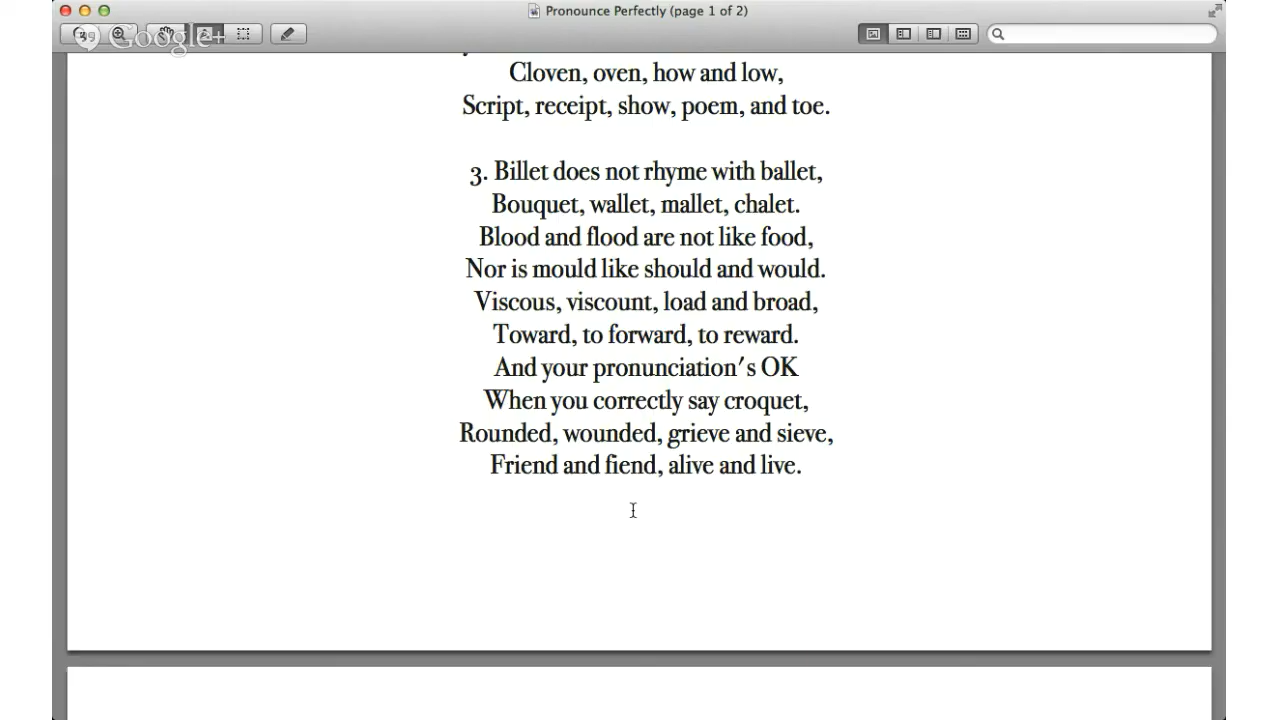 Pronounce Perfectly (page 1 of 2)
Google+
Cloven, oven, how and low,
Script, receipt, show, poem, and toe.
3. Billet does not rhyme with ballet,
Bouquet, wallet, mallet, chalet.
Blood and flood are not like food,
Nor is mould like should and would.
Viscous, viscount, load and broad,
Toward, to forward, to reward.
And your pronunciation's OK
When you correctly say croquet,
Rounded, wounded, grieve and sieve,
Friend and fiend, alive and live.